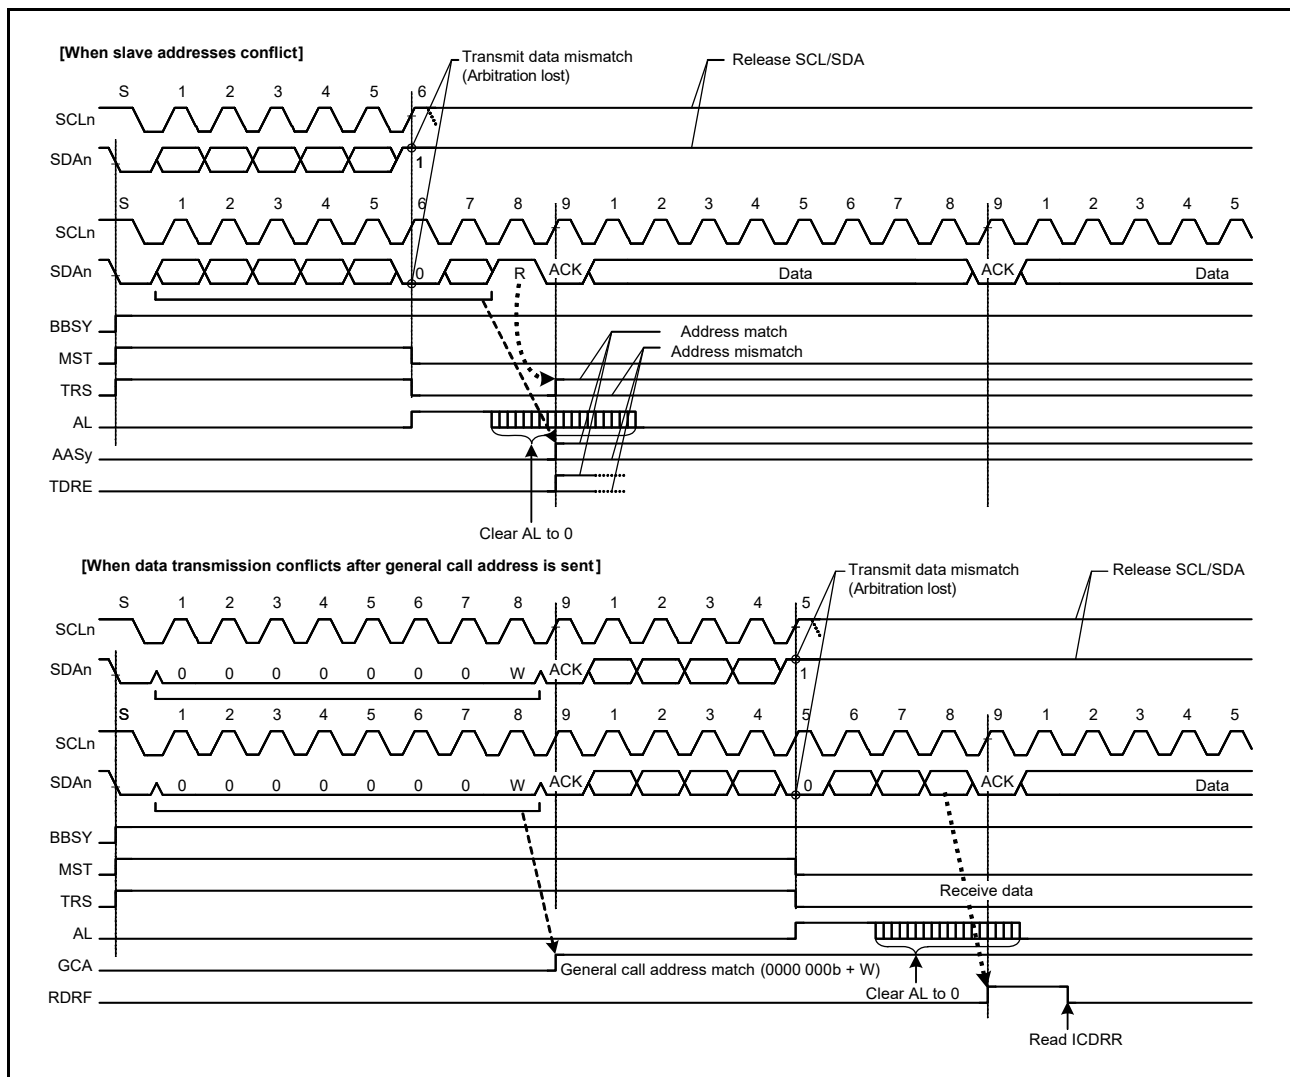 [When slave addresses conflict]
Transmit data mismatch
(Arbitration lost)
Release SCL/SDA
S 1 2 3 4 5 6
SCLn
SDAn 1
S 1 2 3 4 5 6 7 8 9 1 2 3 4 5 6 7 8 9 1 2 3 4 5
SCLn
SDAn 0 R ACK Data ACK Data
BBSY
Address match
MST
Address mismatch
TRS
AL
AASy
TDRE
Clear AL to 0
[When data transmission conflicts after general call address is sent]
Transmit data mismatch
(Arbitration lost)
Release SCL/SDA
S 1 2 3 4 5 6 7 8 9 1 2 3 4 5
SCLn
SDAn 0 0 0 0 0 0 0 W ACK 1
S 1 2 3 4 5 6 7 8 9 1 2 3 4 5 6 7 8 9 1 2 3 4 5
SCLn
SDAn 0 0 0 0 0 0 0 W ACK 0 ACK Data
BBSY
MST
TRS
Receive data
AL
GCA
General call address match (0000 000b + W)
Clear AL to 0
RDRF
Read ICDRR